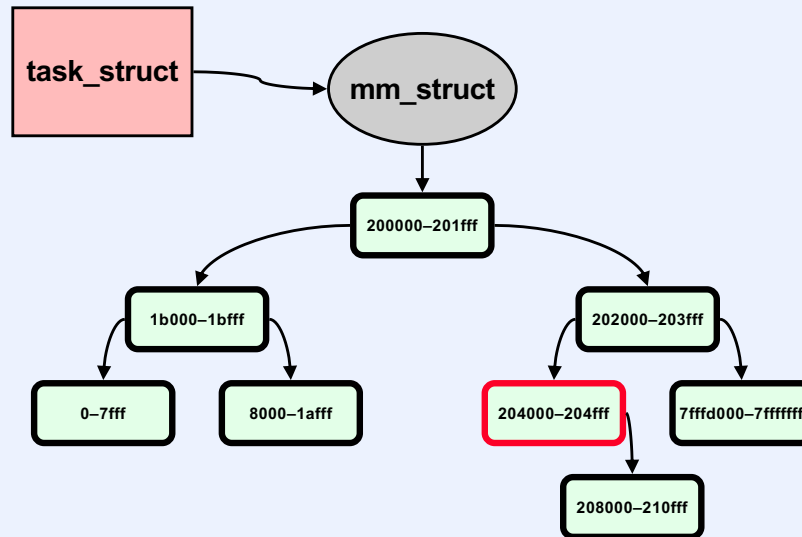 task_struct
mm_struct
200000–201fff
1b000–1bfff
202000–203fff
0–7fff
8000–1afff
204000–204fff
7fffd000–7fffffff
208000–210fff